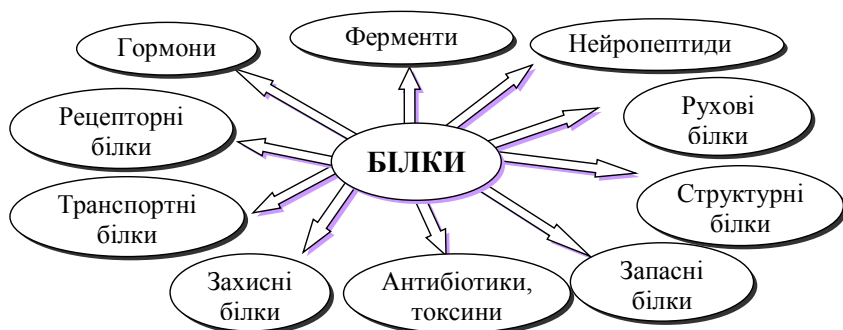 Гормони
Ферменти
Нейропептиди
Рецепторні
білки
БІЛКИ
Рухові
білки
Транспортні
білки
Структурні
білки
Захисні
білки
Антибіотики,
токсини
Запасні
білки